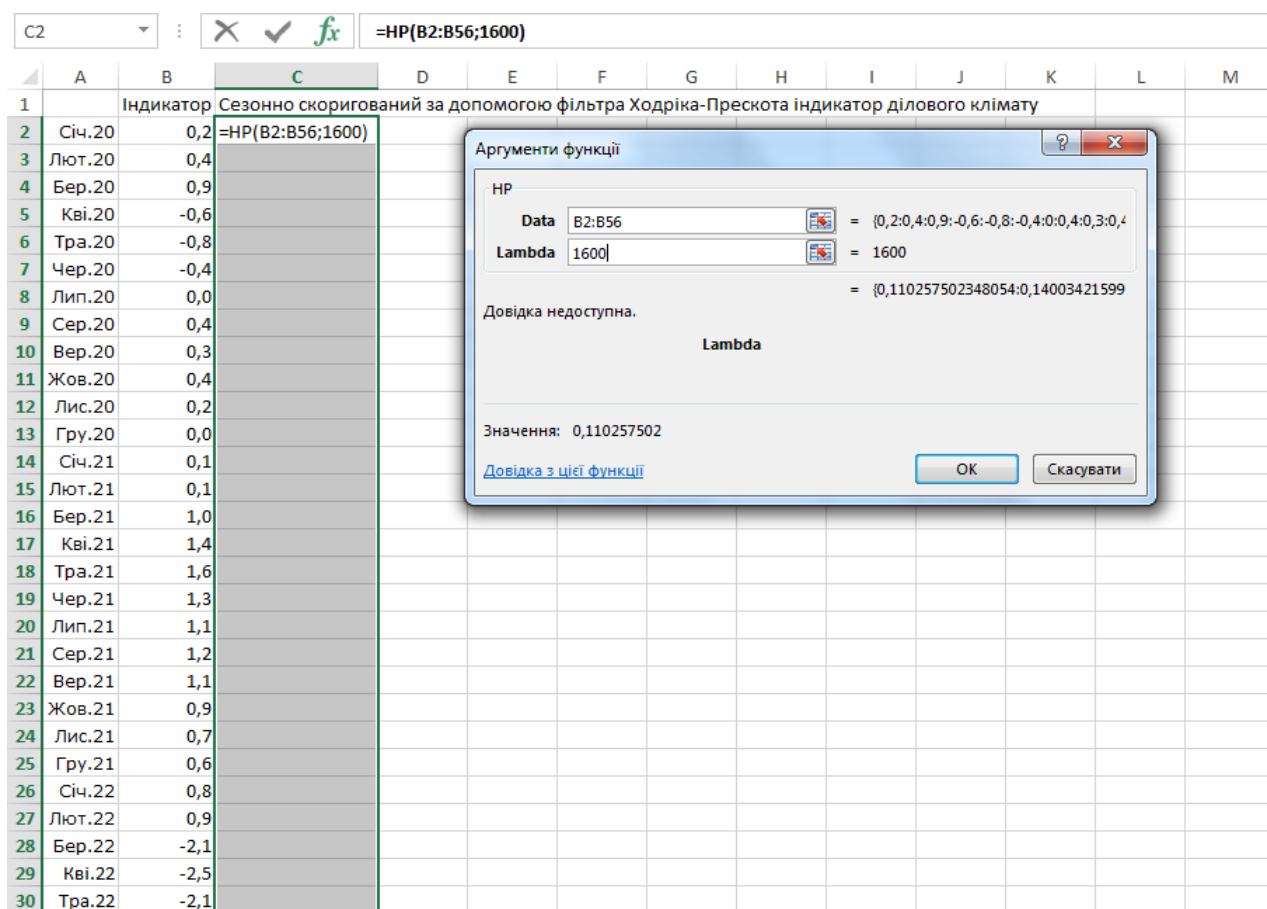 C2 fx =HP(B2:B56;1600)
A B C D E F G H I J K L M
1 Індикатор Сезонно скоригований за допомогою фільтра Ходріка-Прескота індикатор ділового клімату
2 Січ.20 0,2 =HP(B2:B56;1600)
3 Лют.20 0,4
4 Бер.20 0,9
5 Кві.20 -0,6
6 Тра.20 -0,8
7 Чер.20 -0,4
8 Лип.20 0,0
9 Сер.20 0,4
10 Вер.20 0,3
11 Жов.20 0,4
12 Лис.20 0,2
13 Гру.20 0,0
14 Січ.21 0,1
15 Лют.21 0,1
16 Бер.21 1,0
17 Кві.21 1,4
18 Тра.21 1,6
19 Чер.21 1,3
20 Лип.21 1,1
21 Сер.21 1,2
22 Вер.21 1,1
23 Жов.21 0,9
24 Лис.21 0,7
25 Гру.21 0,6
26 Січ.22 0,8
27 Лют.22 0,9
28 Бер.22 -2,1
29 Кві.22 -2,5
30 Тра.22 -2,1
Аргументи функції ? x
HP
Data B2:B56 = {0,2:0,4:0,9:-0,6:-0,8:-0,4:0:0,4:0,3:0,4
Lambda 1600 = 1600
= {0,110257502348054:0,14003421599
Довідка недоступна.
Lambda
Значення: 0,110257502
Довідка з цієї функції
OK Скасувати